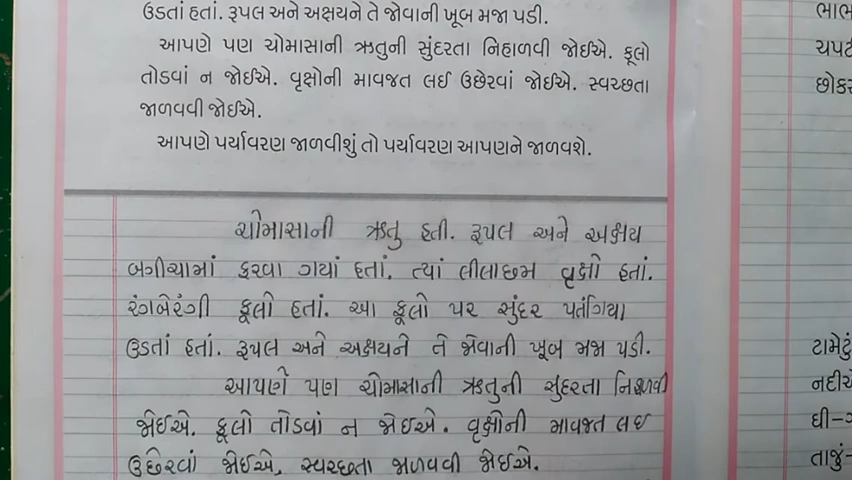 ઉડતાં હતાં. રૂપલ અને અક્ષયને તે જોવાની ખૂબ મજા પડી.
આપણે પણ ચોમાસાની ઋતુની સુંદરતા નિહાળવી જોઈએ. ફૂલો
તોડવાં ન જોઈએ. વૃક્ષોની માવજત લઈ ઉછેરવાં જોઈએ. સ્વચ્છતા
જાળવવી જોઈએ.
આપણે પર્યાવરણ જાળવીશું તો પર્યાવરણ આપણને જાળવશે.
ચોમાસાની ઋતુ હતી. રૂપલ અને અક્ષય
બગીચામાં ફરવા ગયાં હતાં. ત્યાં લીલાછમ વૃક્ષો હતાં.
રંગબેરંગી ફૂલો હતાં. આ ફૂલો પર સુંદર પતંગિયા
ઉડતાં હતાં. રૂપલ અને અક્ષયને તે જોવાની ખૂબ મજા પડી.
આપણે પણ ચોમાસાની ઋતુની સુંદરતા નિહાળવી
જોઈએ. ફૂલો તોડવાં ન જોઈએ. વૃક્ષોની માવજત લઈ
ઉછેરવાં જોઈએ, સ્વચ્છતા જાળવવી જોઈએ.
ટામેટું
ઘી-
તાજું-